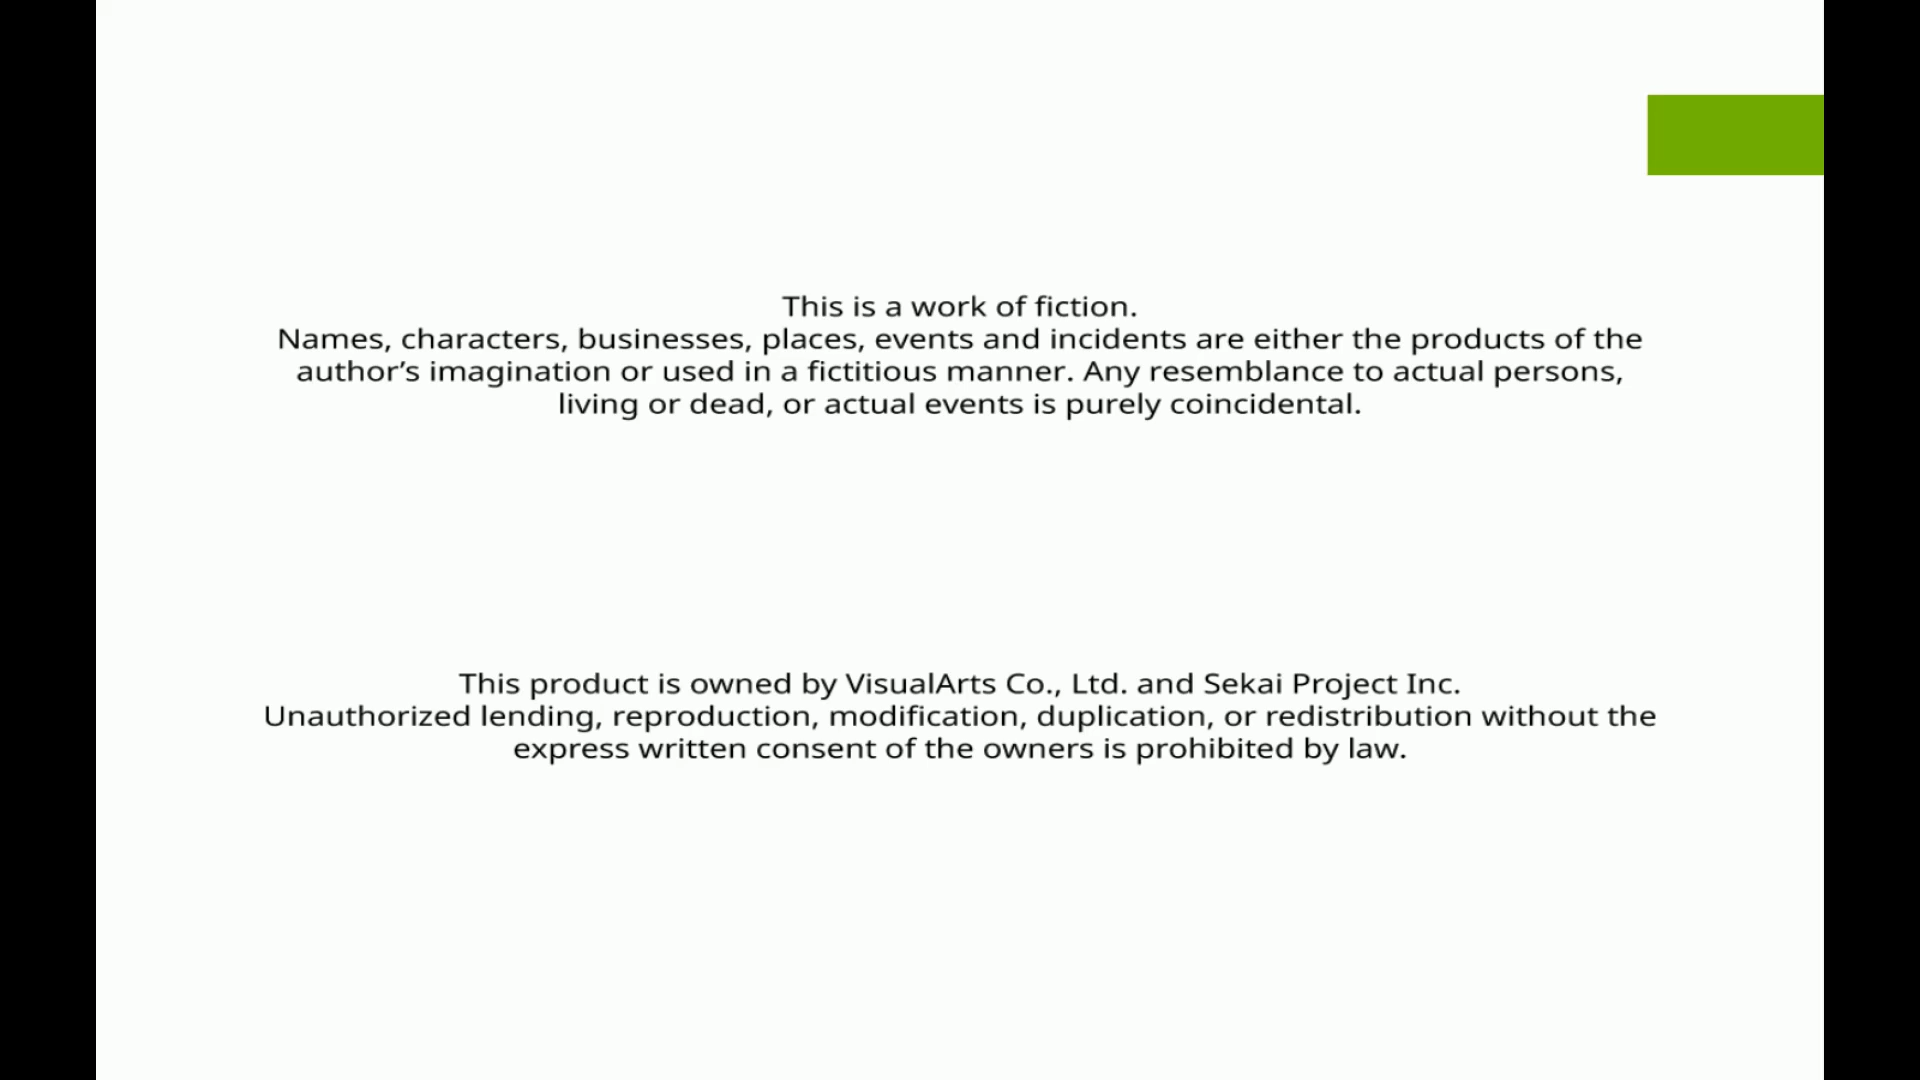 This is a work of fiction.
Names, characters, businesses, places, events and incidents are either the products of the
author’s imagination or used in a fictitious manner. Any resemblance to actual persons,
living or dead, or actual events is purely coincidental.
This product is owned by VisualArts Co., Ltd. and Sekai Project Inc.
Unauthorized lending, reproduction, modification, duplication, or redistribution without the
express written consent of the owners is prohibited by law.